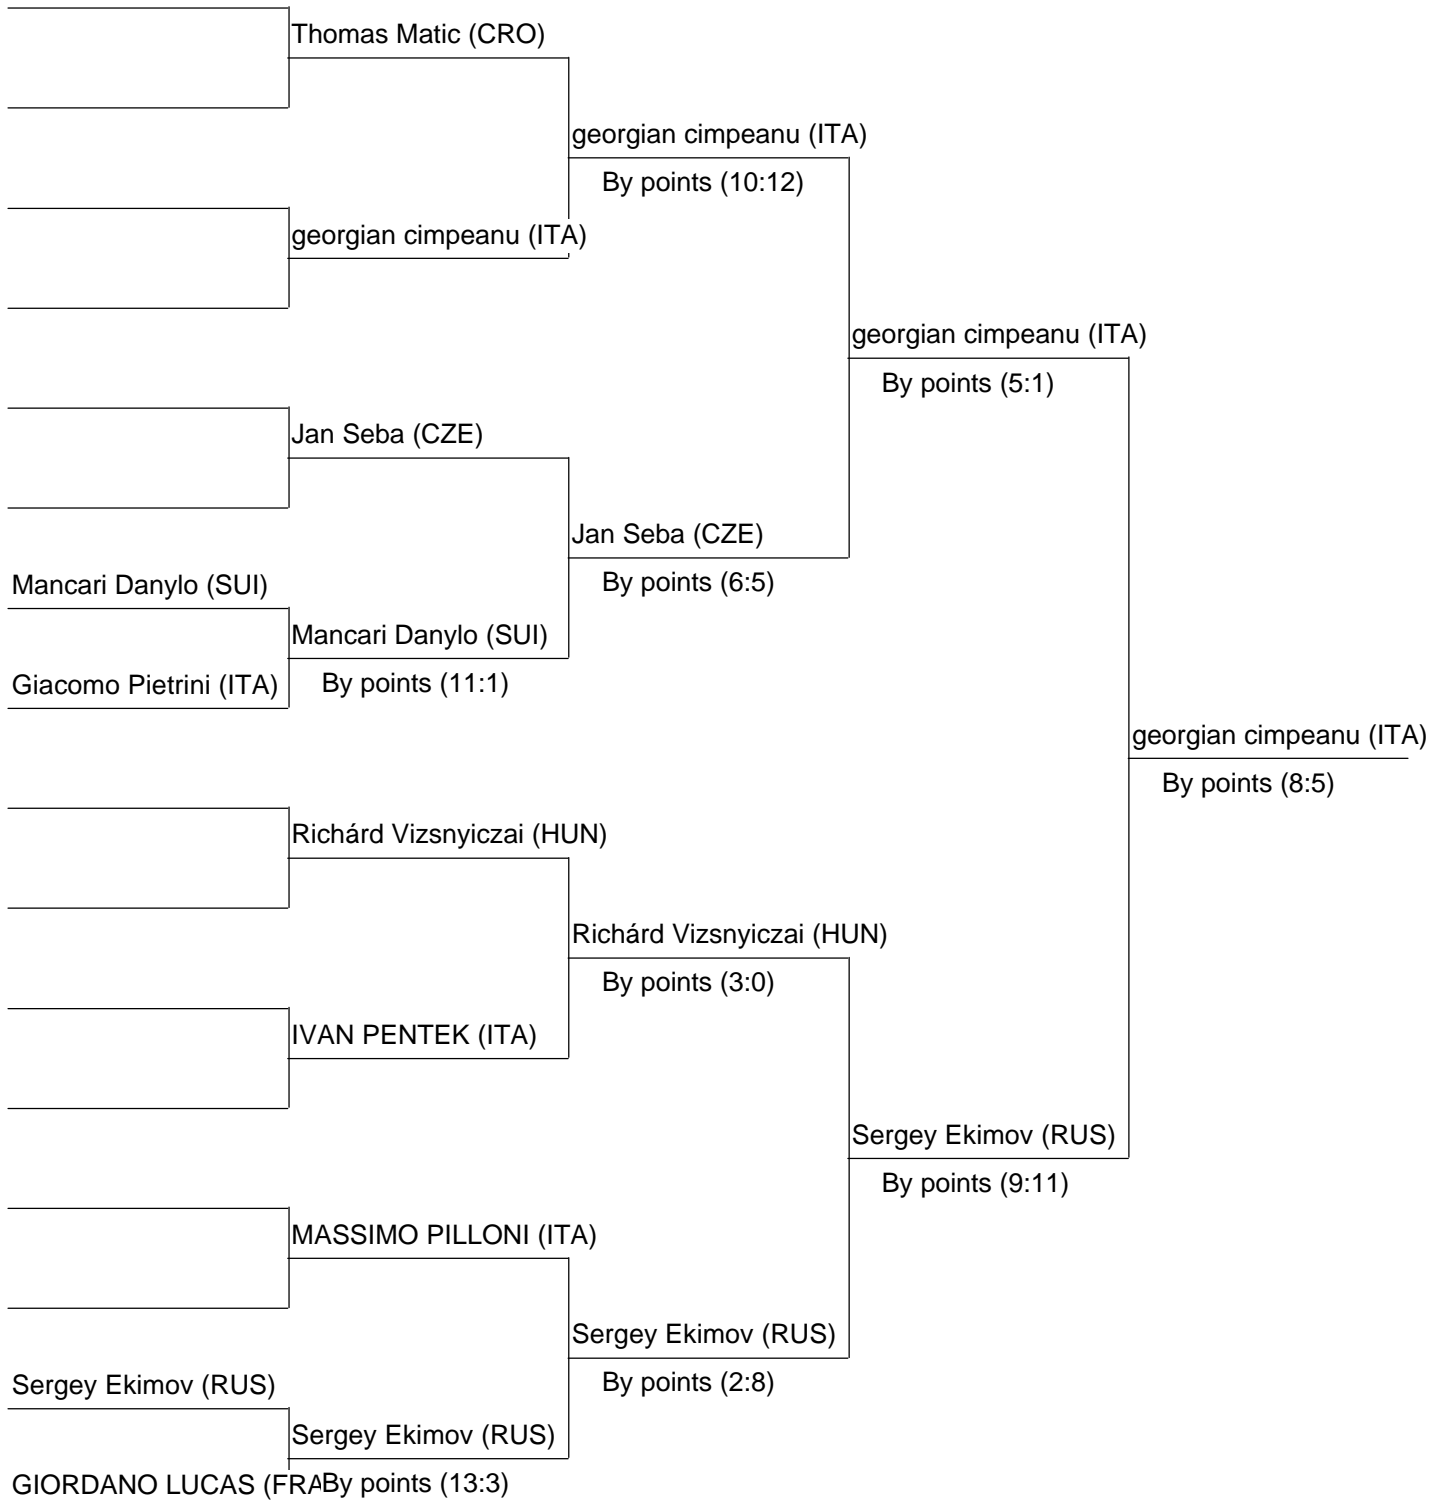 Thomas Matic (CRO)
georgian cimpeanu (ITA)
By points (10:12)
georgian cimpeanu (ITA)
georgian cimpeanu (ITA)
By points (5:1)
Jan Seba (CZE)
Jan Seba (CZE)
By points (6:5)
Mancari Danylo (SUI)
Mancari Danylo (SUI)
By points (11:1)
Giacomo Pietrini (ITA)
georgian cimpeanu (ITA)
By points (8:5)
Richárd Vizsnyiczai (HUN)
Richárd Vizsnyiczai (HUN)
By points (3:0)
IVAN PENTEK (ITA)
Sergey Ekimov (RUS)
By points (9:11)
MASSIMO PILLONI (ITA)
Sergey Ekimov (RUS)
By points (2:8)
Sergey Ekimov (RUS)
Sergey Ekimov (RUS)
GIORDANO LUCAS (FRA
By points (13:3)